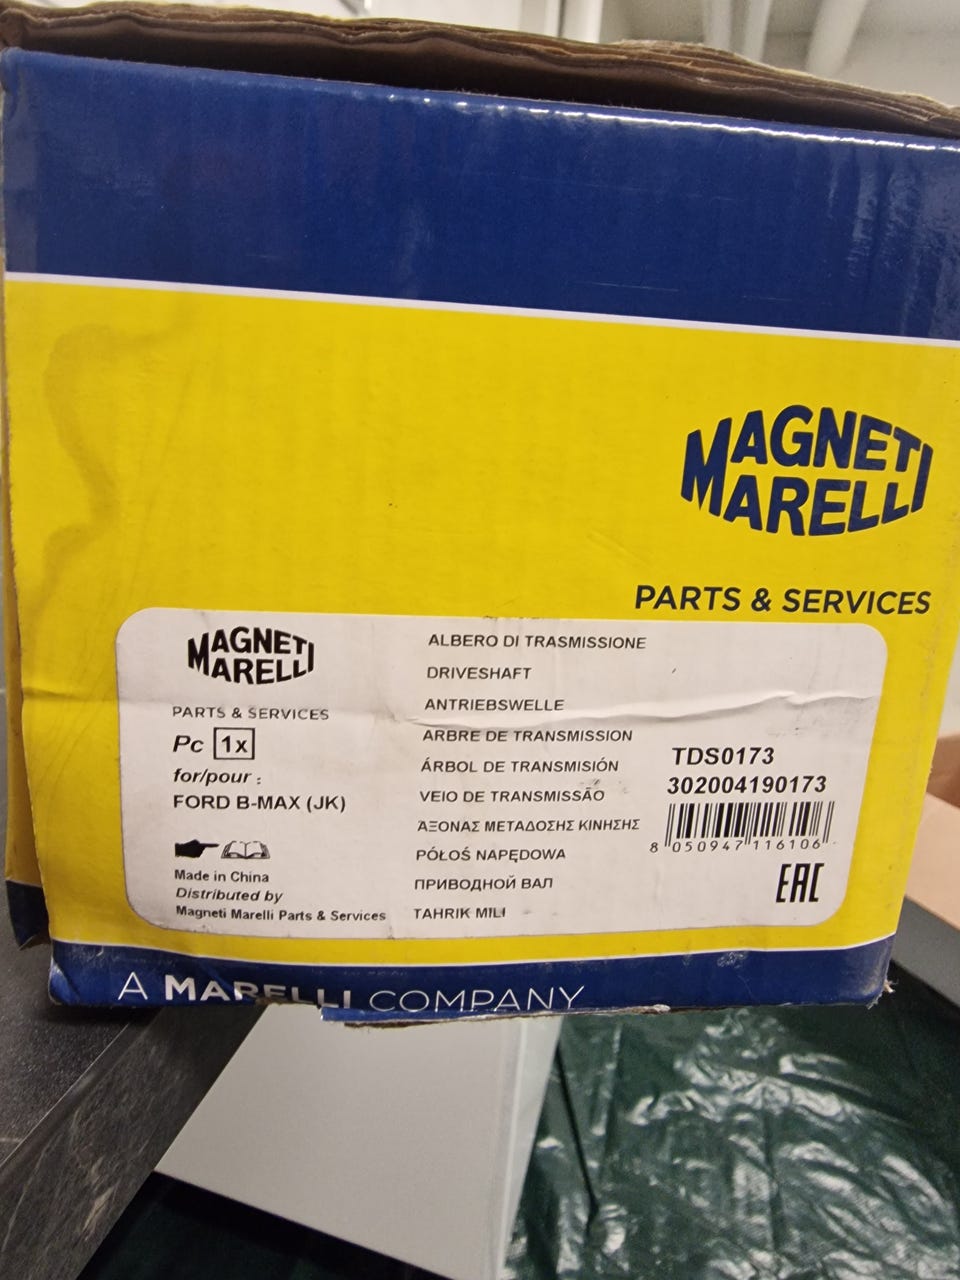 MAGNETI
MARELLI
PARTS & SERVICES
MAGNETI
MARELLI
PARTS & SERVICES
Pc 1x
for/pour :
FORD B-MAX (JK)
Made in China
Distributed by
Magneti Marelli Parts & Services
ALBERO DI TRASMISSIONE
DRIVESHAFT
ANTRIEBSWELLE
ARBRE DE TRANSMISSION
ÁRBOL DE TRANSMISIÓN
VEIO DE TRANSMISSÃO
ΆΞΟΝΑΣ ΜΕΤΑΔΟΣΗΣ ΚΙΝΗΣΗΣ
PÓŁOŚ NAPĘDOWA
ПРИВОДНОЙ ВАЛ
TAHRIK MILI
TDS0173
302004190173
8 050947 116106
EAC
A MARELLI COMPANY